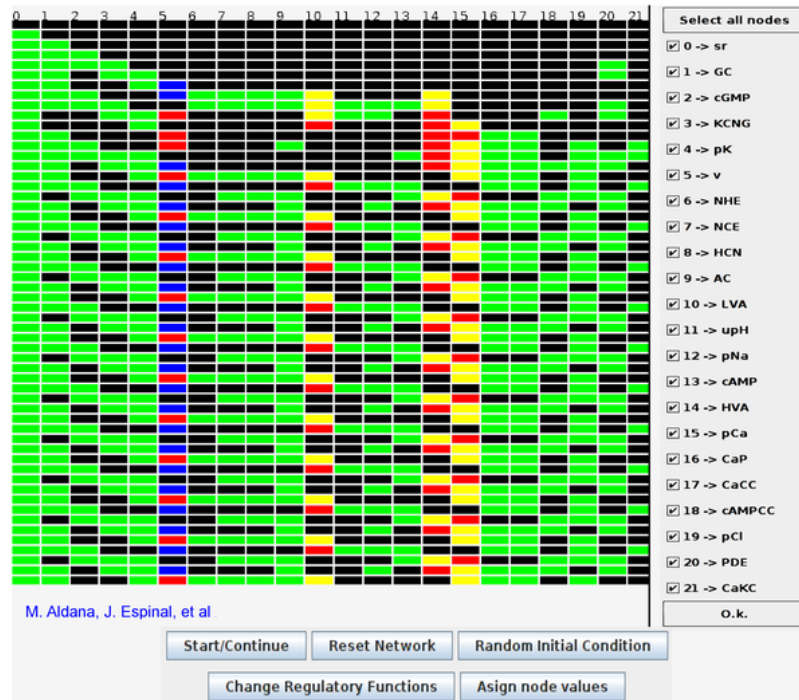 0 1 2 3 4 5 6 7 8 9 10 11 12 13 14 15 16 17 18 19 20 21
Select all nodes
0 -> sr
1 -> GC
2 -> cGMP
3 -> KCNG
4 -> pK
5 -> v
6 -> NHE
7 -> NCE
8 -> HCN
9 -> AC
10 -> LVA
11 -> upH
12 -> pNa
13 -> cAMP
14 -> HVA
15 -> pCa
16 -> CaP
17 -> CaCC
18 -> cAMPCC
19 -> pCl
20 -> PDE
21 -> CaKC
O.k.
M. Aldana, J. Espinal, et al
Start/Continue Reset Network Random Initial Condition
Change Regulatory Functions Asign node values